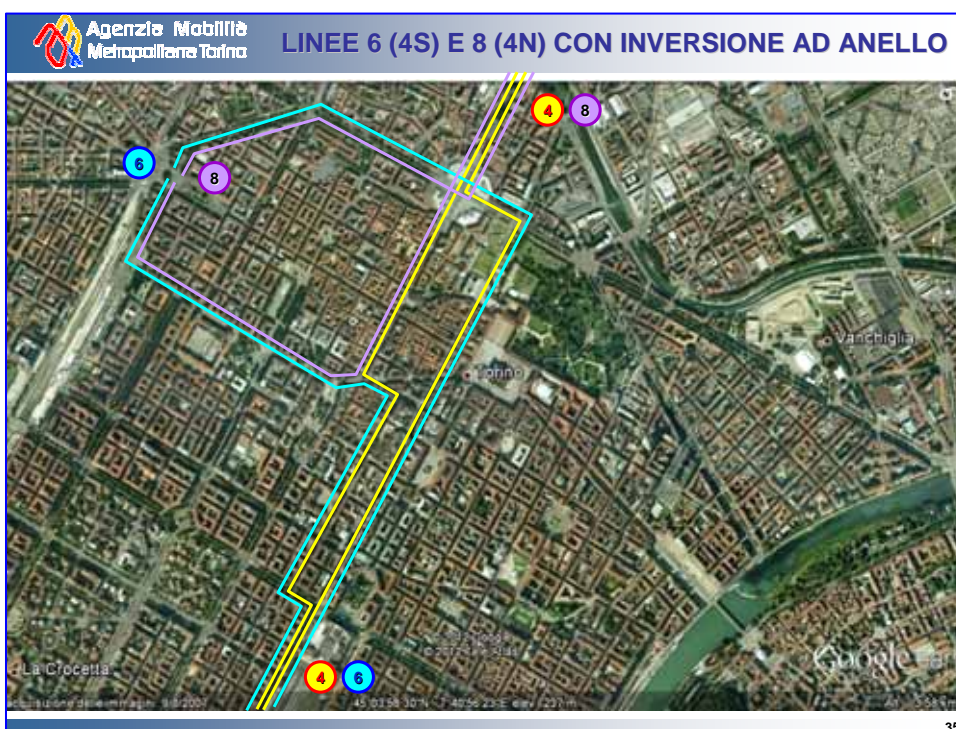 Agenzia Mobilità
Metropolitana Torino
LINEE 6 (4S) E 8 (4N) CON INVERSIONE AD ANELLO
4 8
6
8
Vanchiglia
Torino
La Crocetta
Google
4 6
35